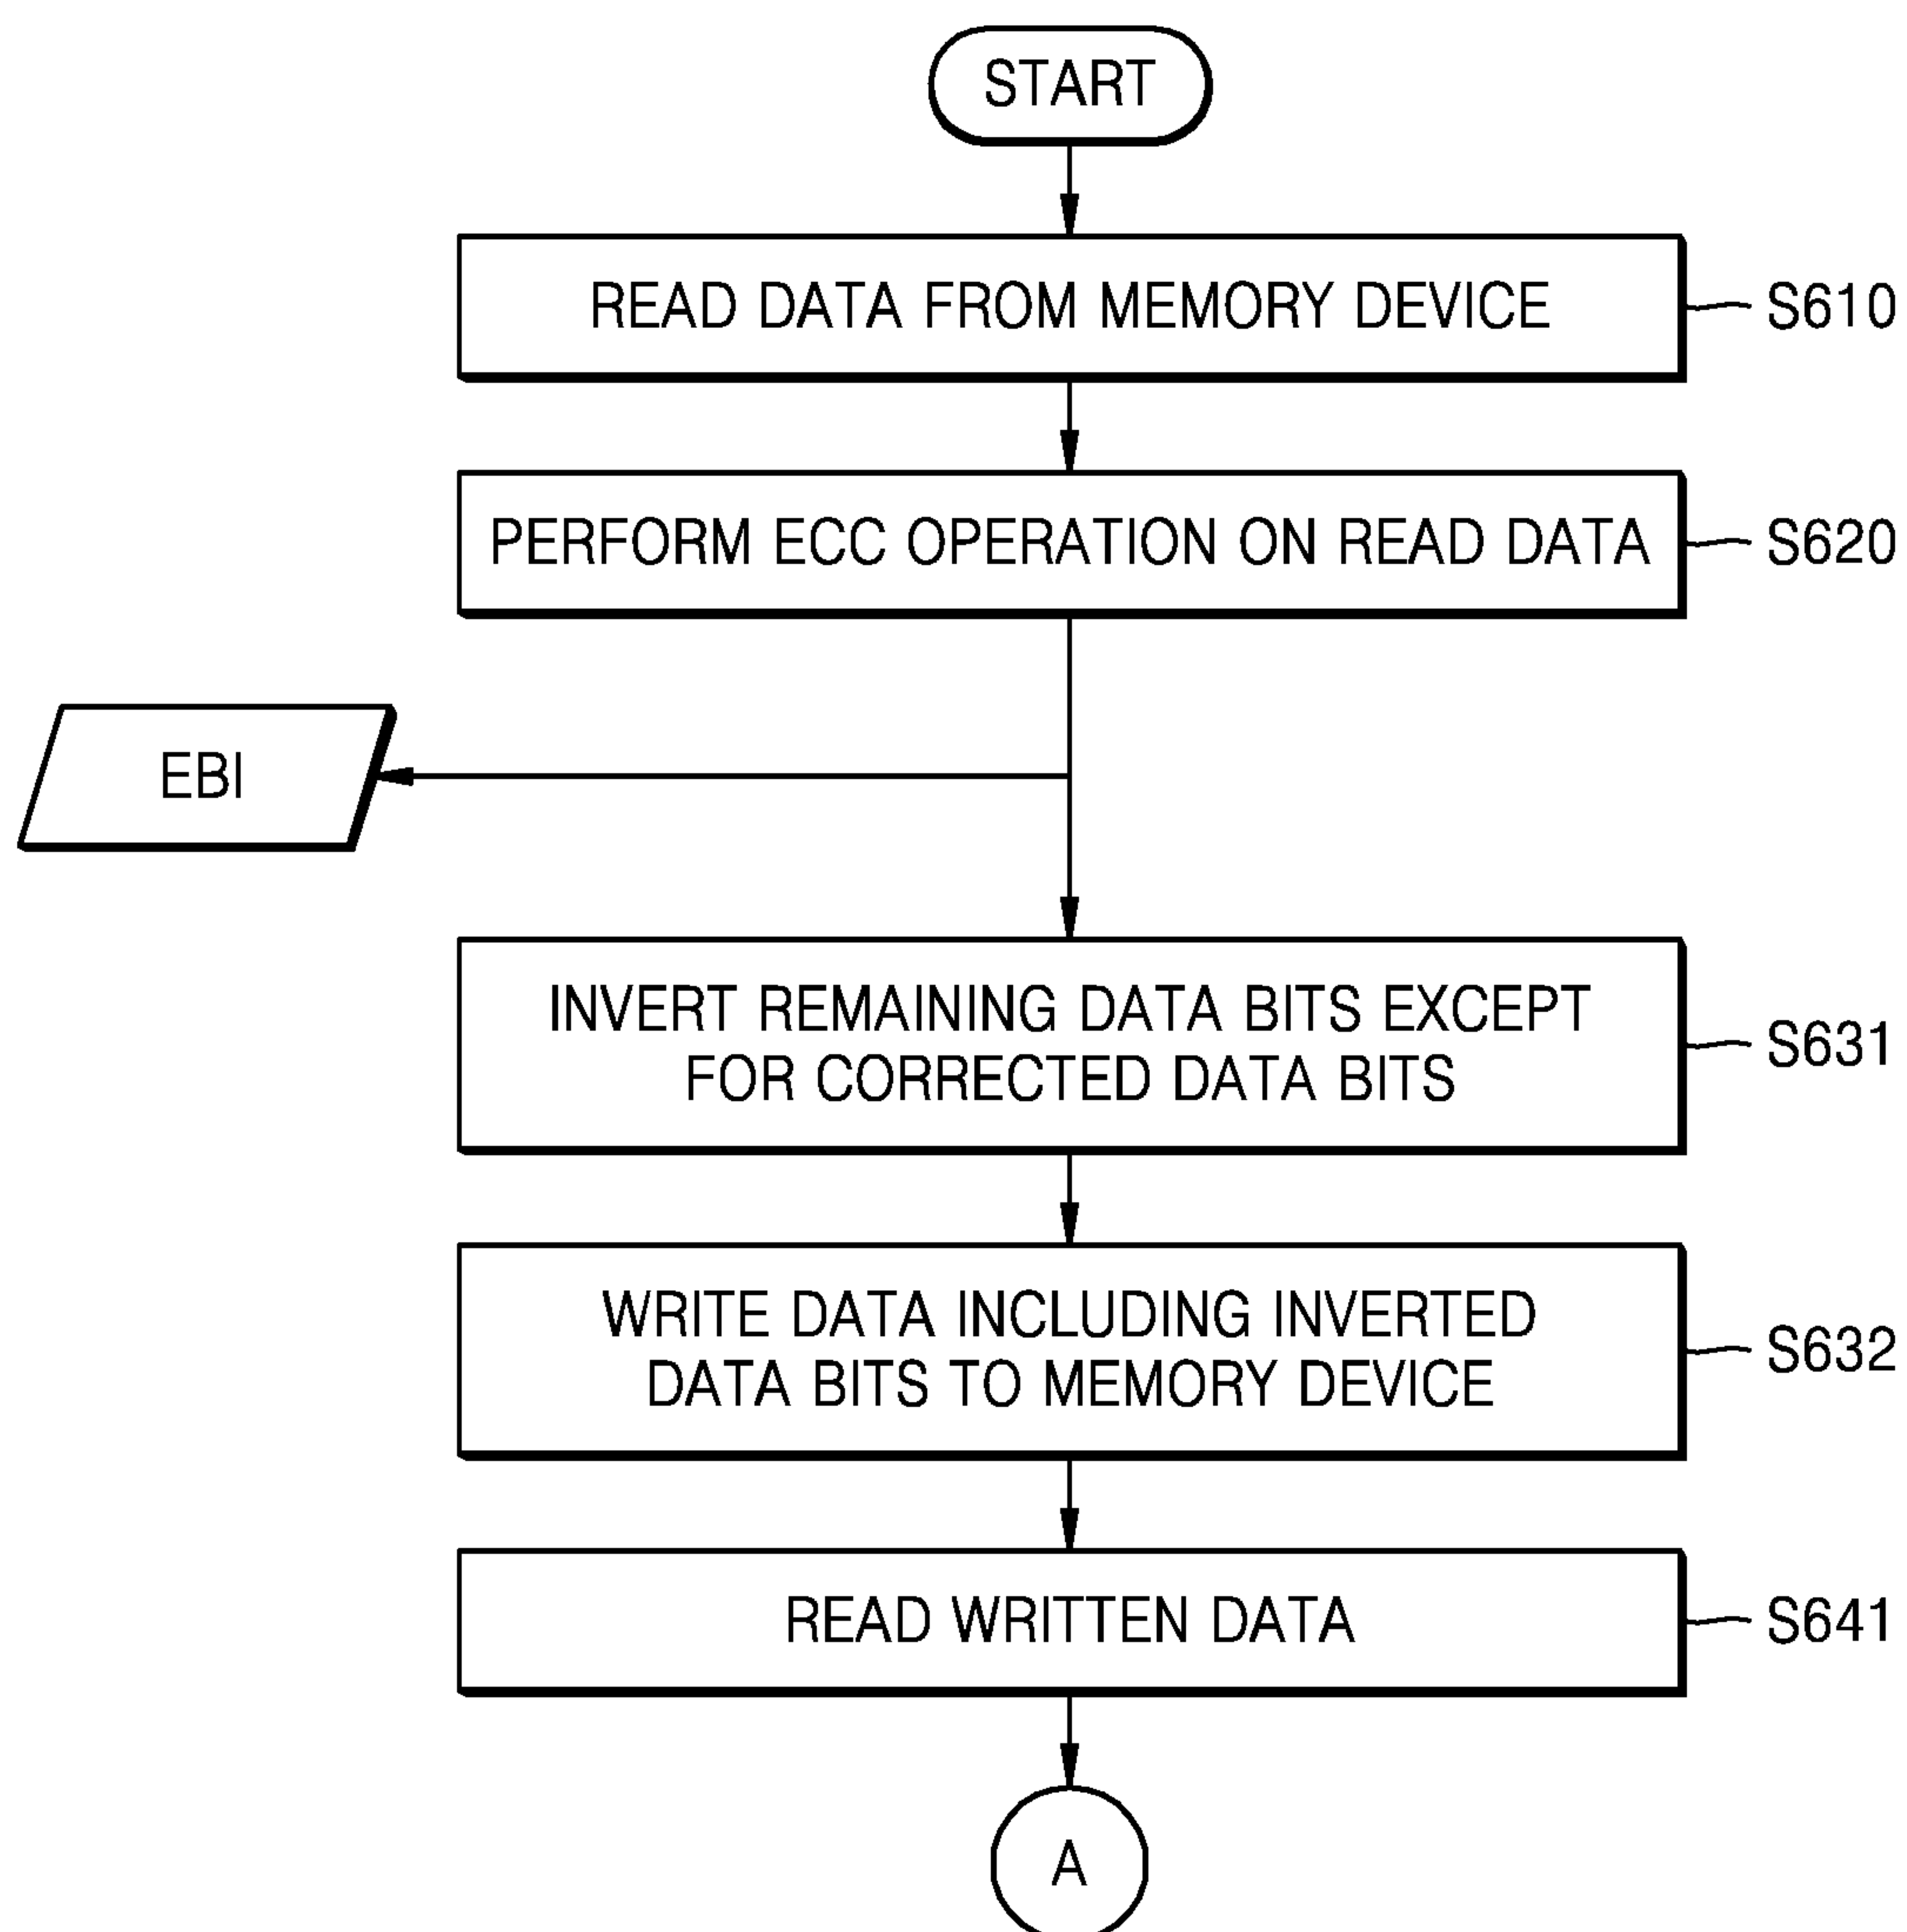 START
READ DATA FROM MEMORY DEVICE
S610
PERFORM ECC OPERATION ON READ DATA
S620
EBI
INVERT REMAINING DATA BITS EXCEPT
FOR CORRECTED DATA BITS
S631
WRITE DATA INCLUDING INVERTED
DATA BITS TO MEMORY DEVICE
S632
READ WRITTEN DATA
S641
A